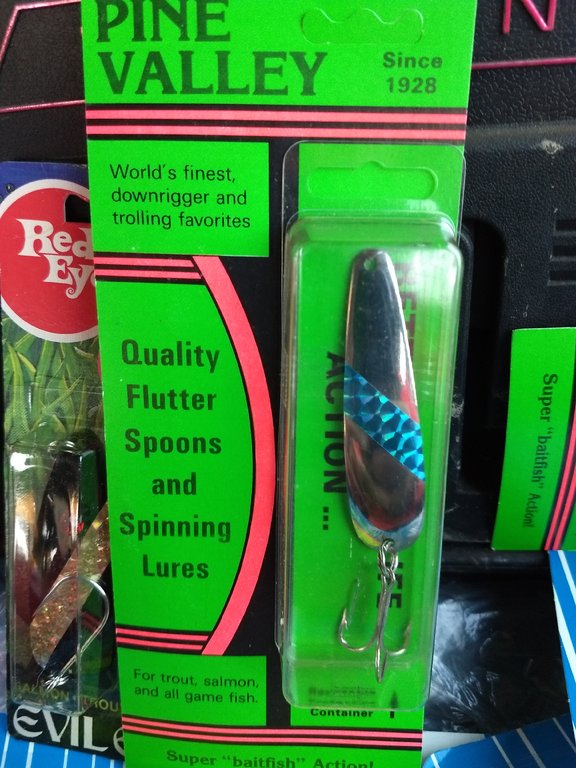 PINE
VALLEY
Since
1928
World's finest,
downrigger and
trolling favorites
Quality
Flutter
Spoons
and
Spinning
Lures
ACTION ...
For trout, salmon,
and all game fish.
Container
Super "baitfish" Action!
Red
Eye
EVIL
Super "baitfish" Action!